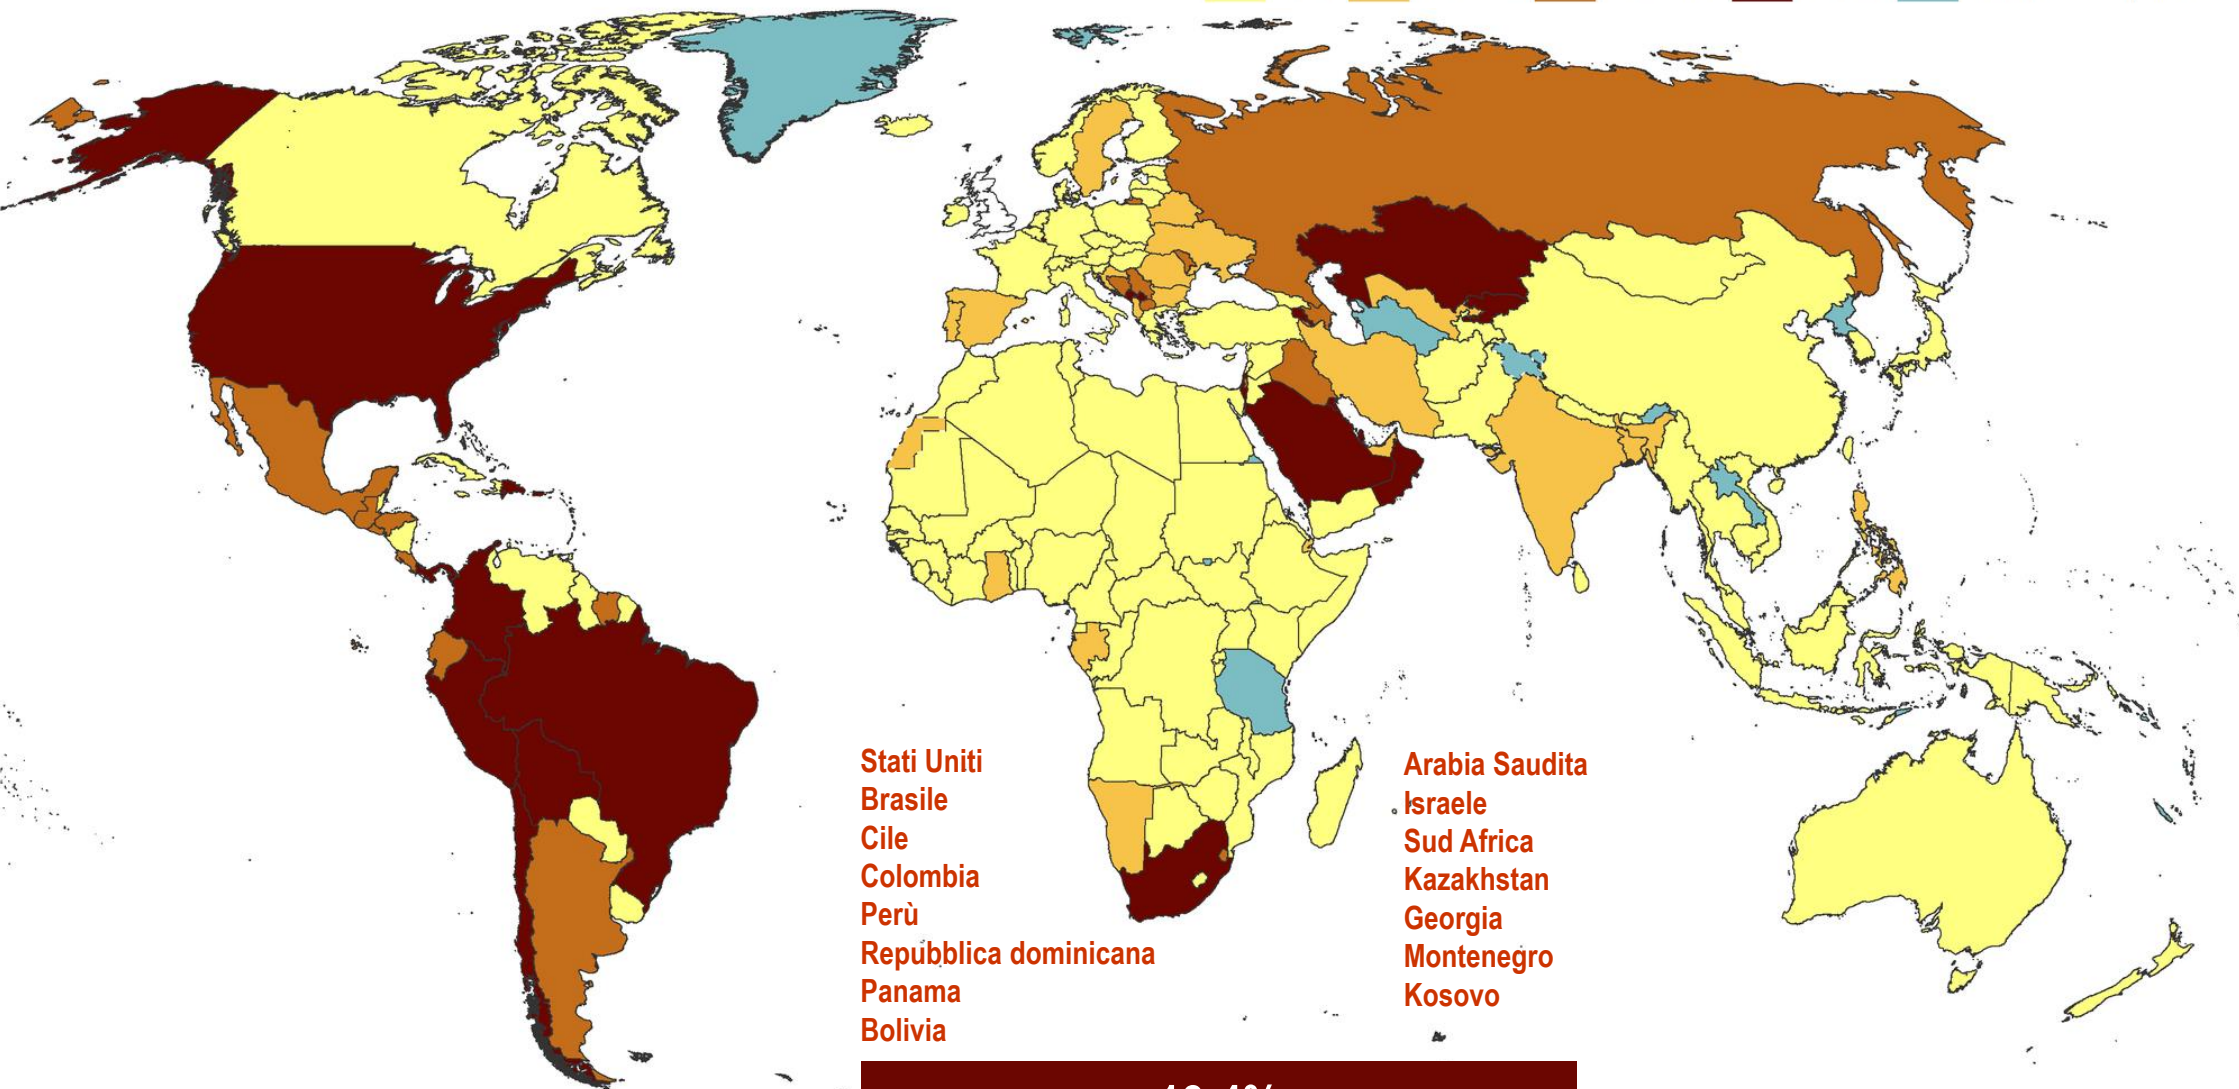 Stati Uniti
Brasile
Cile
Colombia
Perù
Repubblica dominicana
Panama
Bolivia
Arabia Saudita
Israele
Sud Africa
Kazakhstan
Georgia
Montenegro
Kosovo